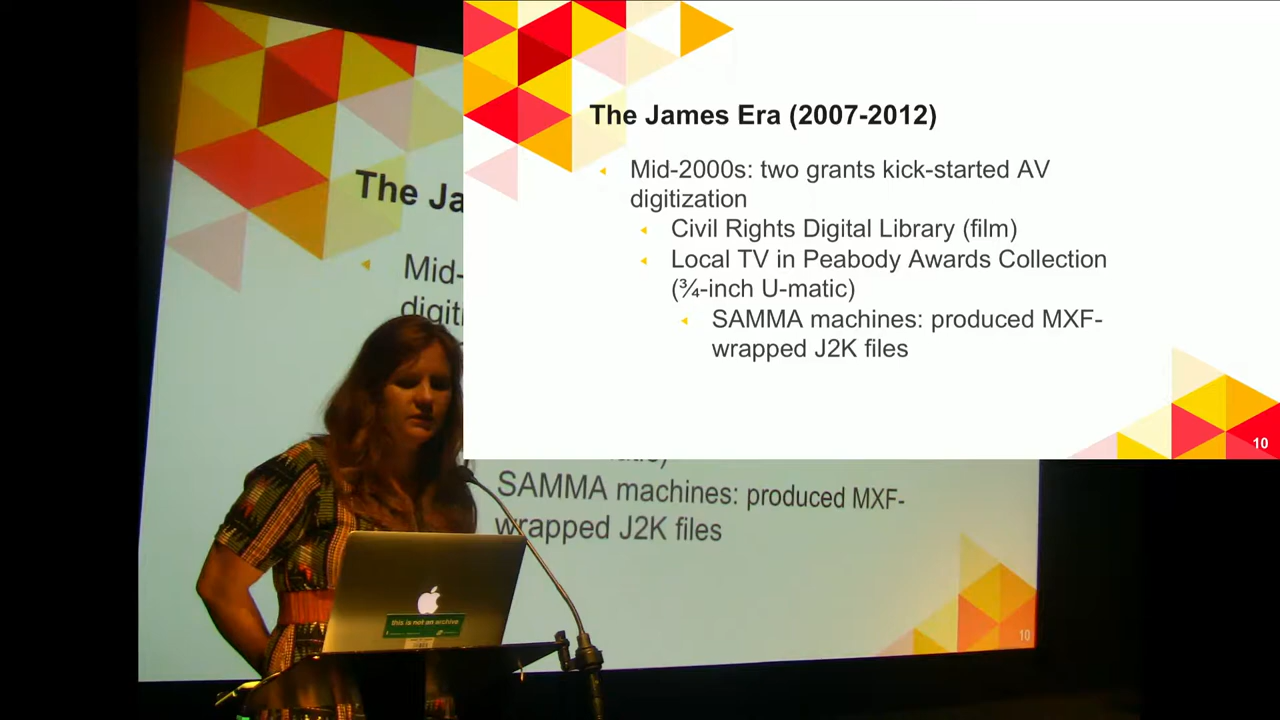 The James Era (2007-2012)
Mid-2000s: two grants kick-started AV
digitization
Civil Rights Digital Library (film)
Local TV in Peabody Awards Collection
(¾-inch U-matic)
SAMMA machines: produced MXF-
wrapped J2K files
10
The Ja
Mid-
digiti
SAMMA machines: produced MXF-
wrapped J2K files
10
this is not an archive